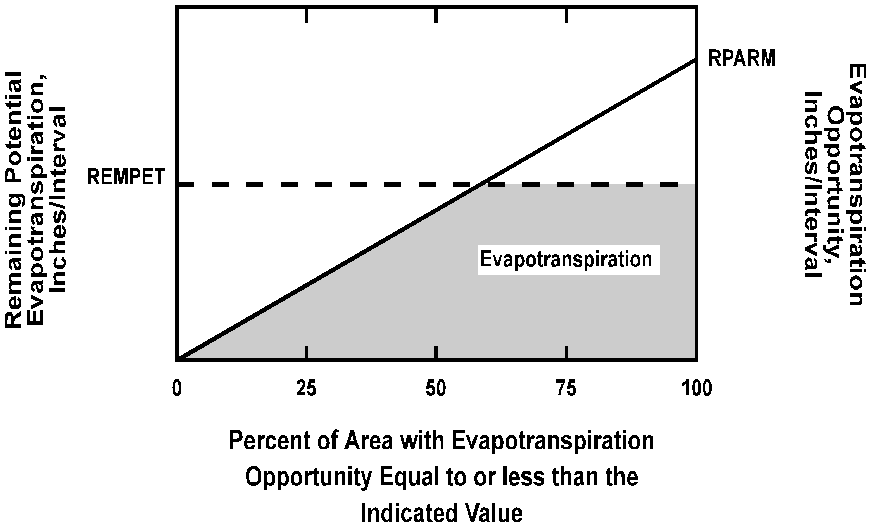 RPARM
Remaining Potential
Evapotranspiration,
Inches/Interval
REMPET
Evapotranspiration
Evapotranspiration
Opportunity,
Inches/Interval
0 25 50 75 100
Percent of Area with Evapotranspiration
Opportunity Equal to or less than the
Indicated Value